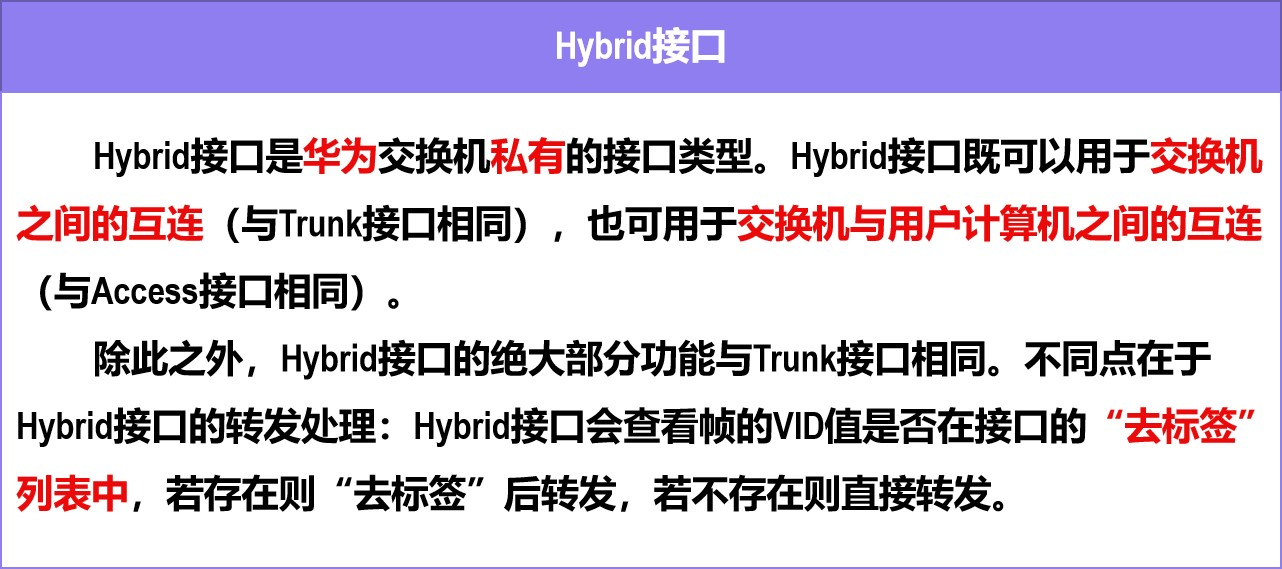 Hybrid接口
Hybrid接口是华为交换机私有的接口类型。Hybrid接口既可以用于交换机
之间的互连（与Trunk接口相同），也可用于交换机与用户计算机之间的互连
（与Access接口相同）。
除此之外，Hybrid接口的绝大部分功能与Trunk接口相同。不同点在于
Hybrid接口的转发处理：Hybrid接口会查看帧的VID值是否在接口的“去标签”
列表中，若存在则“去标签”后转发，若不存在则直接转发。